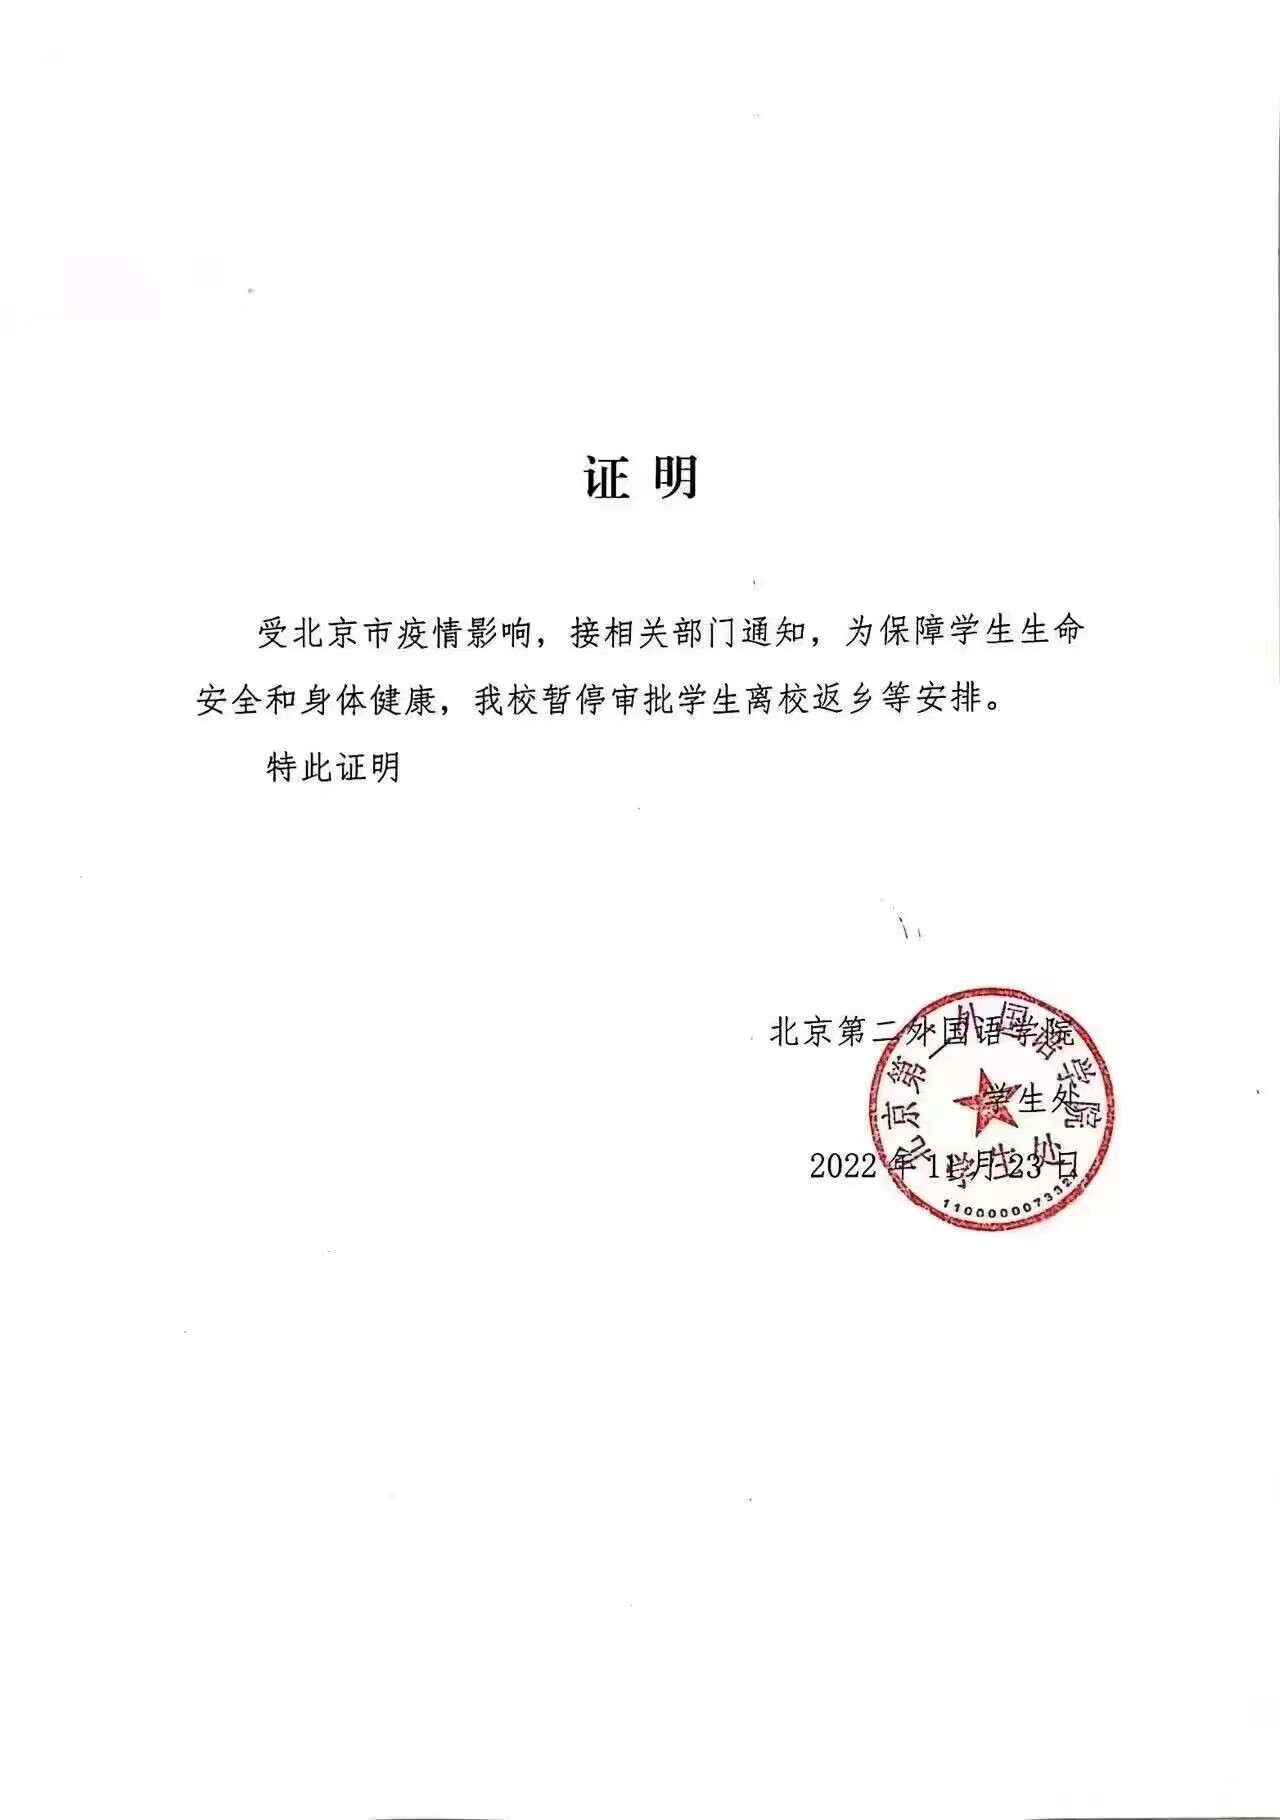 证明
受北京市疫情影响，接相关部门通知，为保障学生生命
安全和身体健康，我校暂停审批学生离校返乡等安排。
特此证明
北京第二外国语学院
学生处
2022年11月23日
北京第二外国语学院
学生处